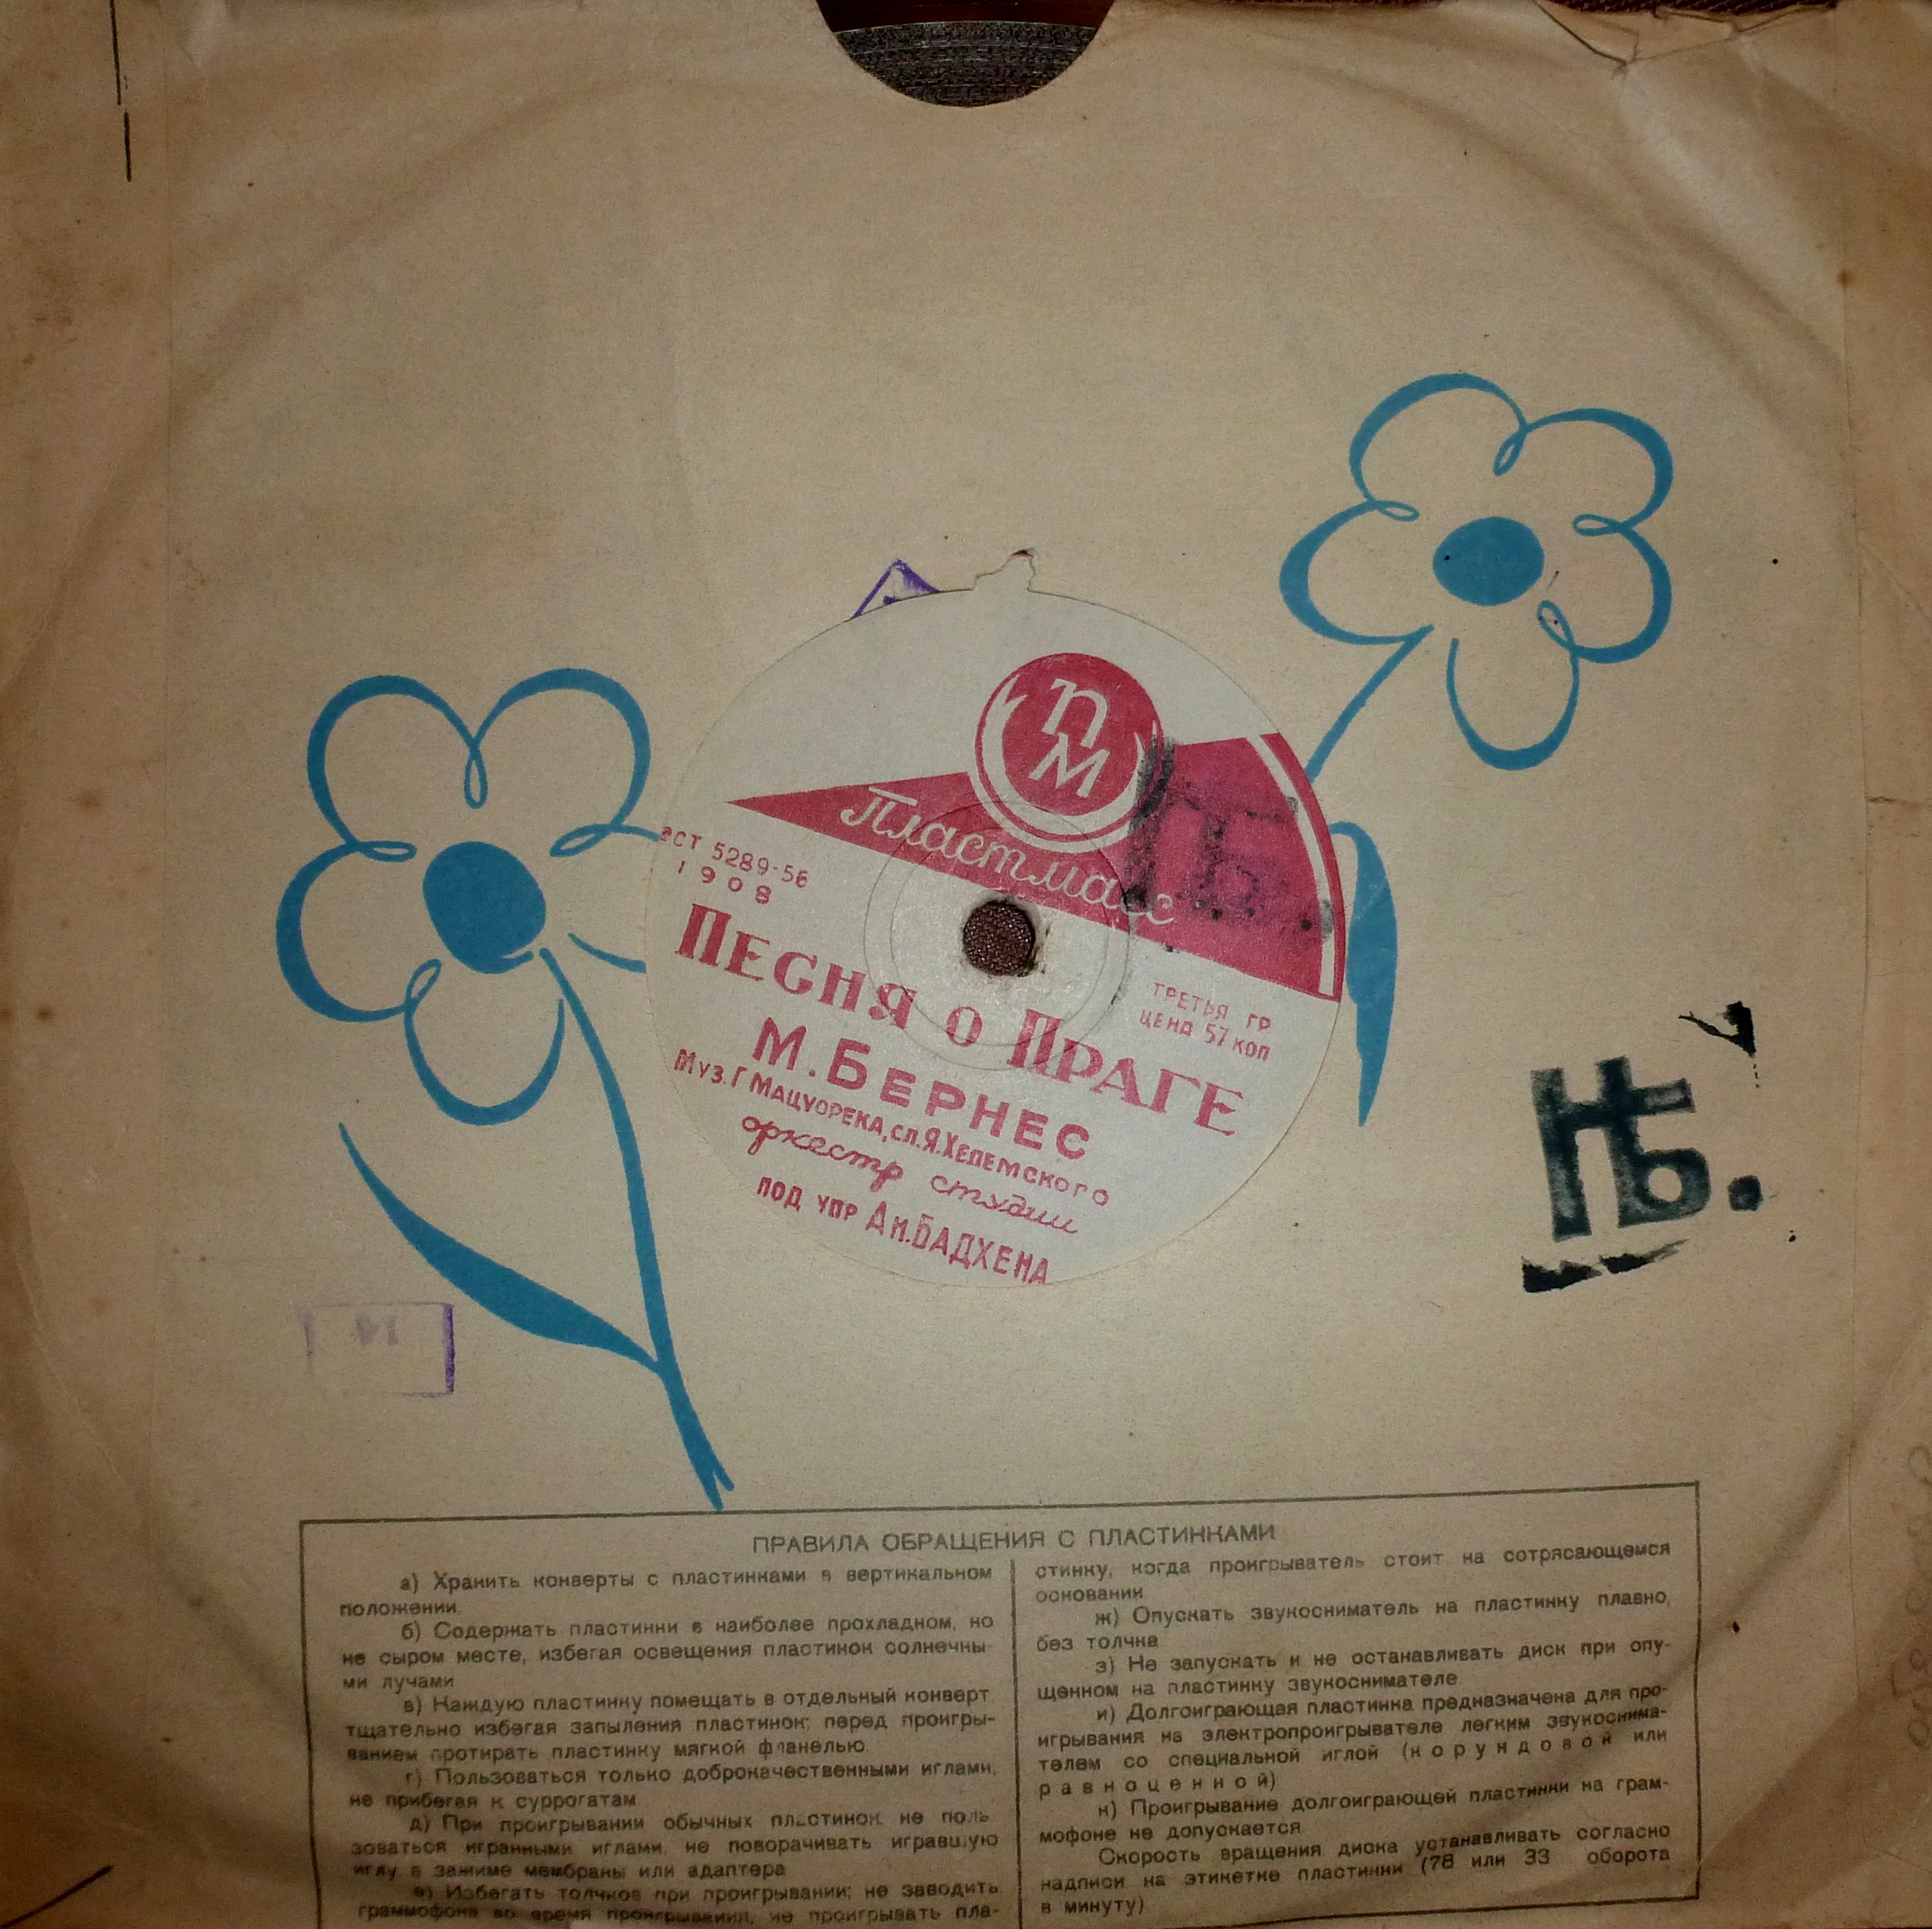 ПМ
Пластмасс
ГОСТ 5289-56
1908
ТРЕТЬЯ ГР
ЦЕНА 57 КОП
ПЕСНЯ О ПРАГЕ
М. БЕРНЕС
Муз. Г МАЦУОРЕКА, сл. Я. ХЕЛЕМСКОГО
оркестр студии
ПОД УПР АН. БАДХЕНА
НЪ.
14
ПРАВИЛА ОБРАЩЕНИЯ С ПЛАСТИНКАМИ
а) Хранить конверты с пластинками в вертикальном
положении
б) Содержать пластинки в наиболее прохладном, но
не сыром месте, избегая освещения пластинок солнечны-
ми лучами
в) Каждую пластинку помещать в отдельный конверт
тщательно избегая запыления пластинок; перед проигры-
ванием протирать пластинку мягкой фланелью
г) Пользоваться только доброкачественными иглами,
не прибегая к суррогатам
д) При проигрывании обычных пластинок не поль
зоваться игранными иглами, не поворачивать игравшую
иглу в зажиме мембраны или адаптера
е) Избегать толчков при проигрывании; не заводить
граммофона во время проигрывания, не проигрывать пла-
стинку, когда проигрыватель стоит на сотрясающемся
основании
ж) Опускать звукосниматель на пластинку плавно,
без толчка
з) Не запускать и не останавливать диск при опу-
щенном на пластинку звукоснимателе
и) Долгоиграющая пластинка предназначена для про-
игрывания на электропроигрывателе легким звукоснима-
телем со специальной иглой (корундовой или
равноценной)
к) Проигрывание долгоиграющей пластинки на грам-
мофоне не допускается
Скорость вращения диска устанавливать согласно
надписи на этикетке пластинки (78 или 33 оборота
в минуту)